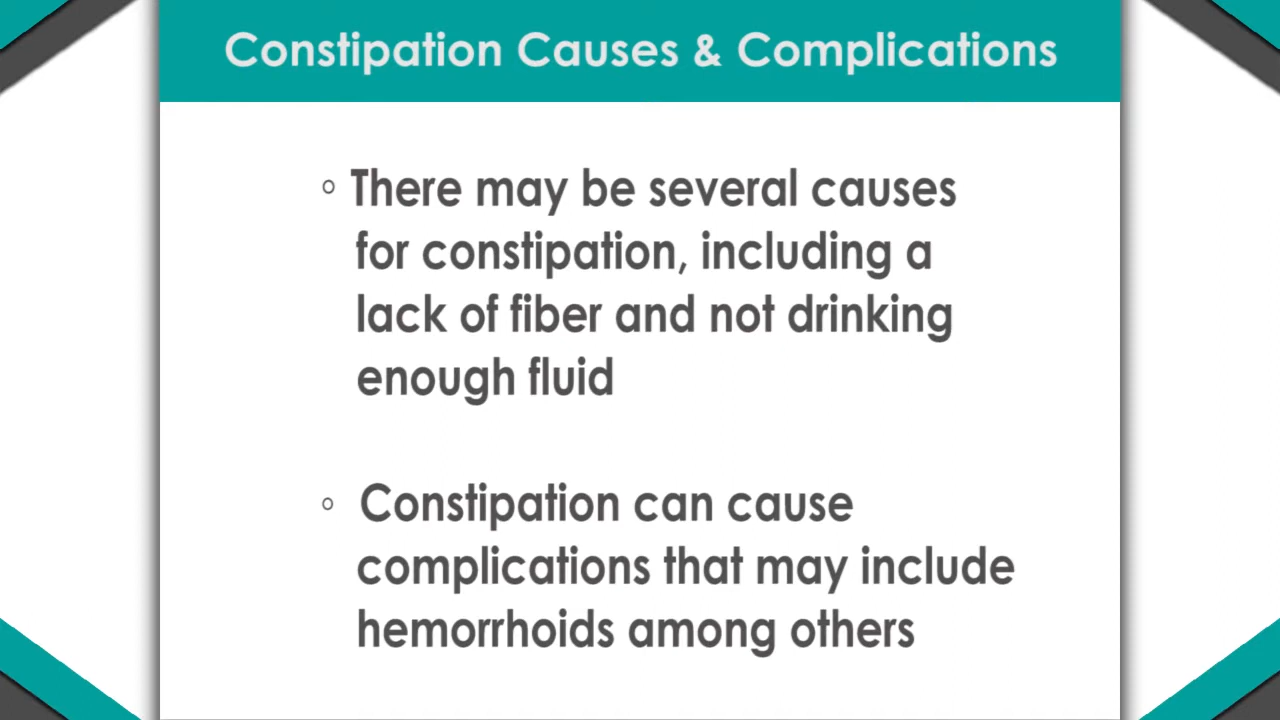 Constipation Causes & Complications
◦ There may be several causes
for constipation, including a
lack of fiber and not drinking
enough fluid
◦ Constipation can cause
complications that may include
hemorrhoids among others